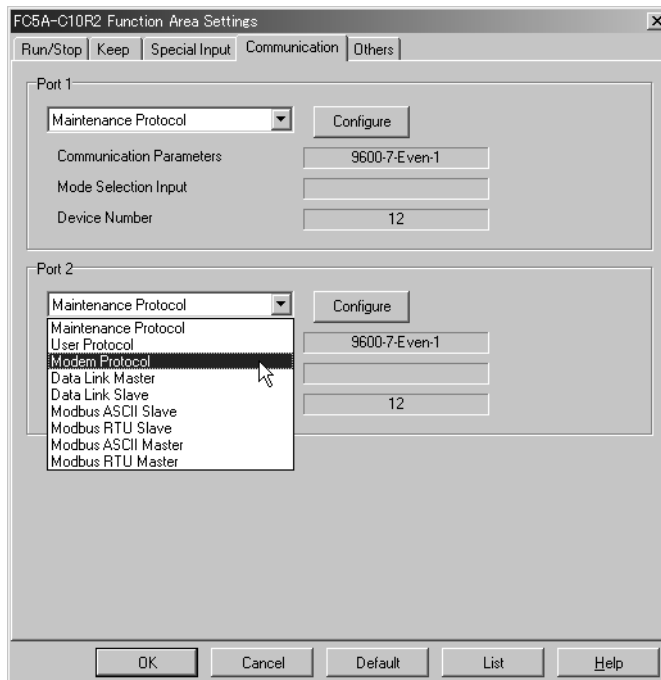 FC5A-C10R2 Function Area Settings
Run/Stop Keep Special Input Communication Others
Port 1
Maintenance Protocol Configure
Communication Parameters 9600-7-Even-1
Mode Selection Input
Device Number 12
Port 2
Maintenance Protocol Configure
Maintenance Protocol
User Protocol 9600-7-Even-1
Modem Protocol
Data Link Master
Data Link Slave 12
Modbus ASCII Slave
Modbus RTU Slave
Modbus ASCII Master
Modbus RTU Master
OK Cancel Default List Help